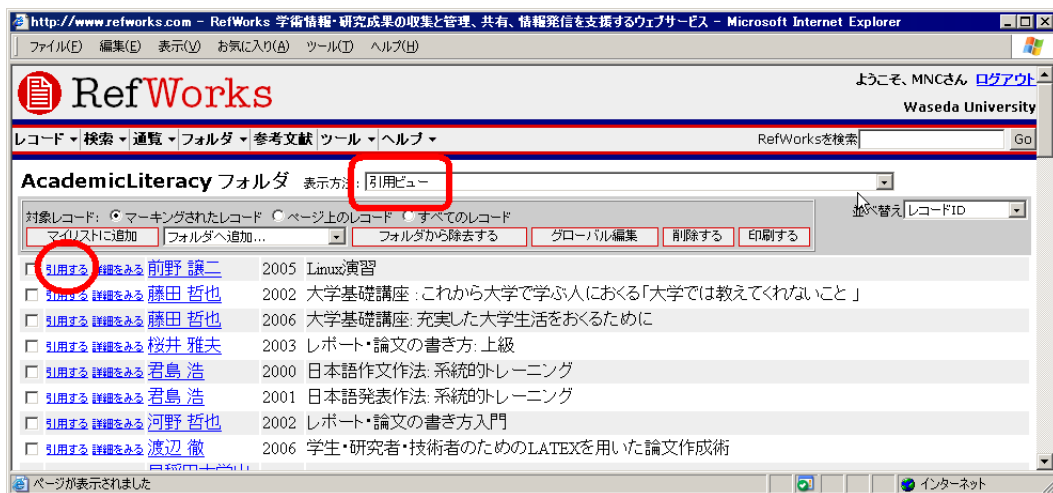 http://www.refworks.com - RefWorks 学術情報・研究成果の収集と管理、共有、情報発信を支援するウェブサービス - Microsoft Internet Explorer
ファイル(F) 編集(E) 表示(V) お気に入り(A) ツール(T) ヘルプ(H)
RefWorks
ようこそ、MNCさん ログアウト
Waseda University
レコード 検索 通覧 フォルダ 参考文献 ツール ヘルプ RefWorksを検索 Go
AcademicLiteracy フォルダ 表示方法: 引用ビュー
対象レコード: マーキングされたレコード ページ上のレコード すべてのレコード 並べ替え レコードID
マイリストに追加 フォルダへ追加... フォルダから除去する グローバル編集 削除する 印刷する
引用する 詳細をみる 前野 譲二 2005 Linux演習
引用する 詳細をみる 藤田 哲也 2002 大学基礎講座 : これから大学で学ぶ人におくる「大学では教えてくれないこと 」
引用する 詳細をみる 藤田 哲也 2006 大学基礎講座: 充実した大学生活をおくるために
引用する 詳細をみる 桜井 雅夫 2003 レポート・論文の書き方: 上級
引用する 詳細をみる 君島 浩 2000 日本語作文作法: 系統的トレーニング
引用する 詳細をみる 君島 浩 2001 日本語発表作法: 系統的トレーニング
引用する 詳細をみる 河野 哲也 2002 レポート・論文の書き方入門
引用する 詳細をみる 渡辺 徹 2006 学生・研究者・技術者のためのLATEXを用いた論文作成術
ページが表示されました インターネット